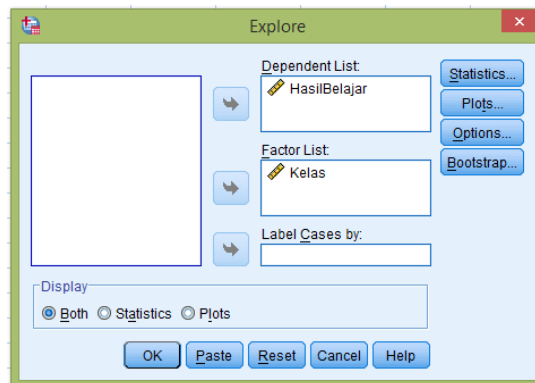 Explore
Dependent List:
HasilBelajar
Statistics...
Plots...
Options...
Bootstrap...
Factor List:
Kelas
Label Cases by:
Display
Both Statistics Plots
OK Paste Reset Cancel Help